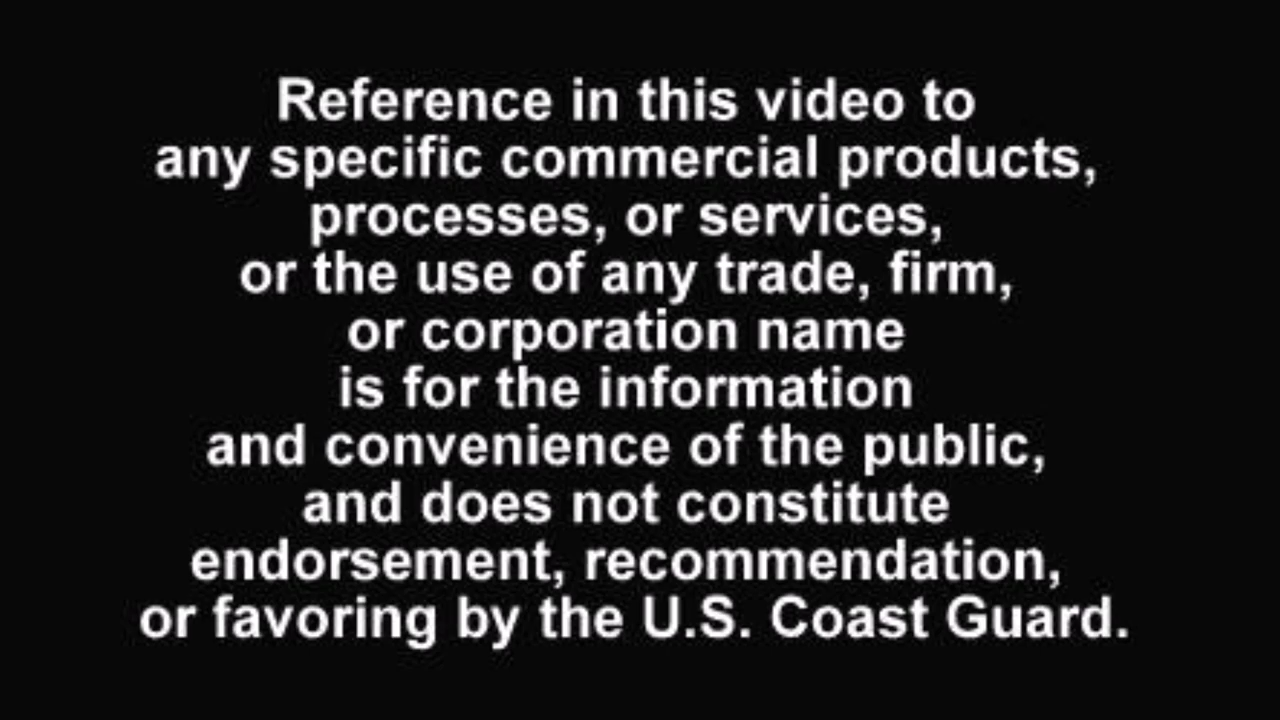 Reference in this video to
any specific commercial products,
processes, or services,
or the use of any trade, firm,
or corporation name
is for the information
and convenience of the public,
and does not constitute
endorsement, recommendation,
or favoring by the U.S. Coast Guard.